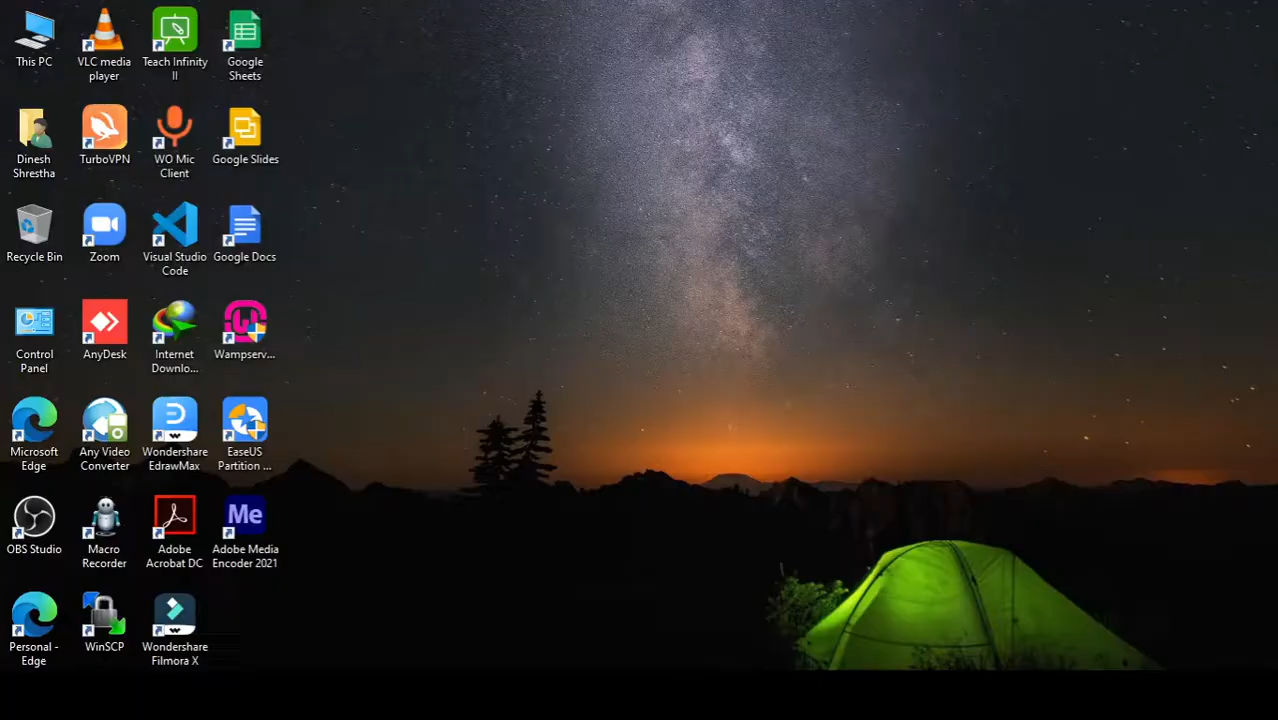 This PC
VLC media
player
Teach Infinity
II
Google
Sheets
Dinesh
Shrestha
TurboVPN
WO Mic
Client
Google Slides
Recycle Bin
Zoom
Visual Studio
Code
Google Docs
Control
Panel
AnyDesk
Internet
Downlo...
Wampserv...
Microsoft
Edge
Any Video
Converter
Wondershare
EdrawMax
EaseUS
Partition ...
OBS Studio
Macro
Recorder
Adobe
Acrobat DC
Me
Adobe Media
Encoder 2021
Personal -
Edge
WinSCP
Wondershare
Filmora X